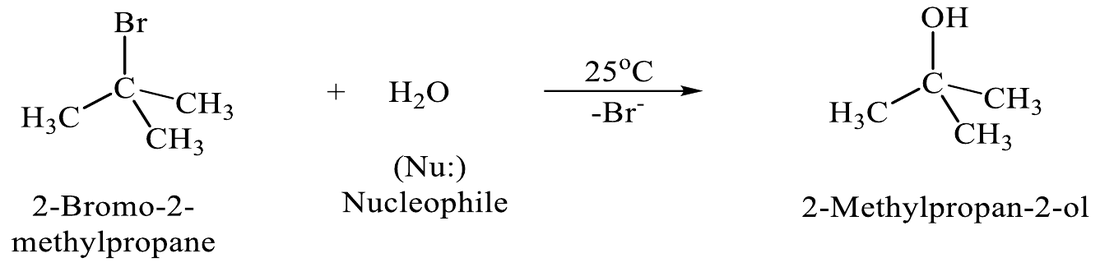 Br
C
H₃C
CH₃
CH₃
+
H₂O
(Nu:)
Nucleophile
25°C
-Br⁻
OH
C
H₃C
CH₃
CH₃
2-Bromo-2-
methylpropane
2-Methylpropan-2-ol